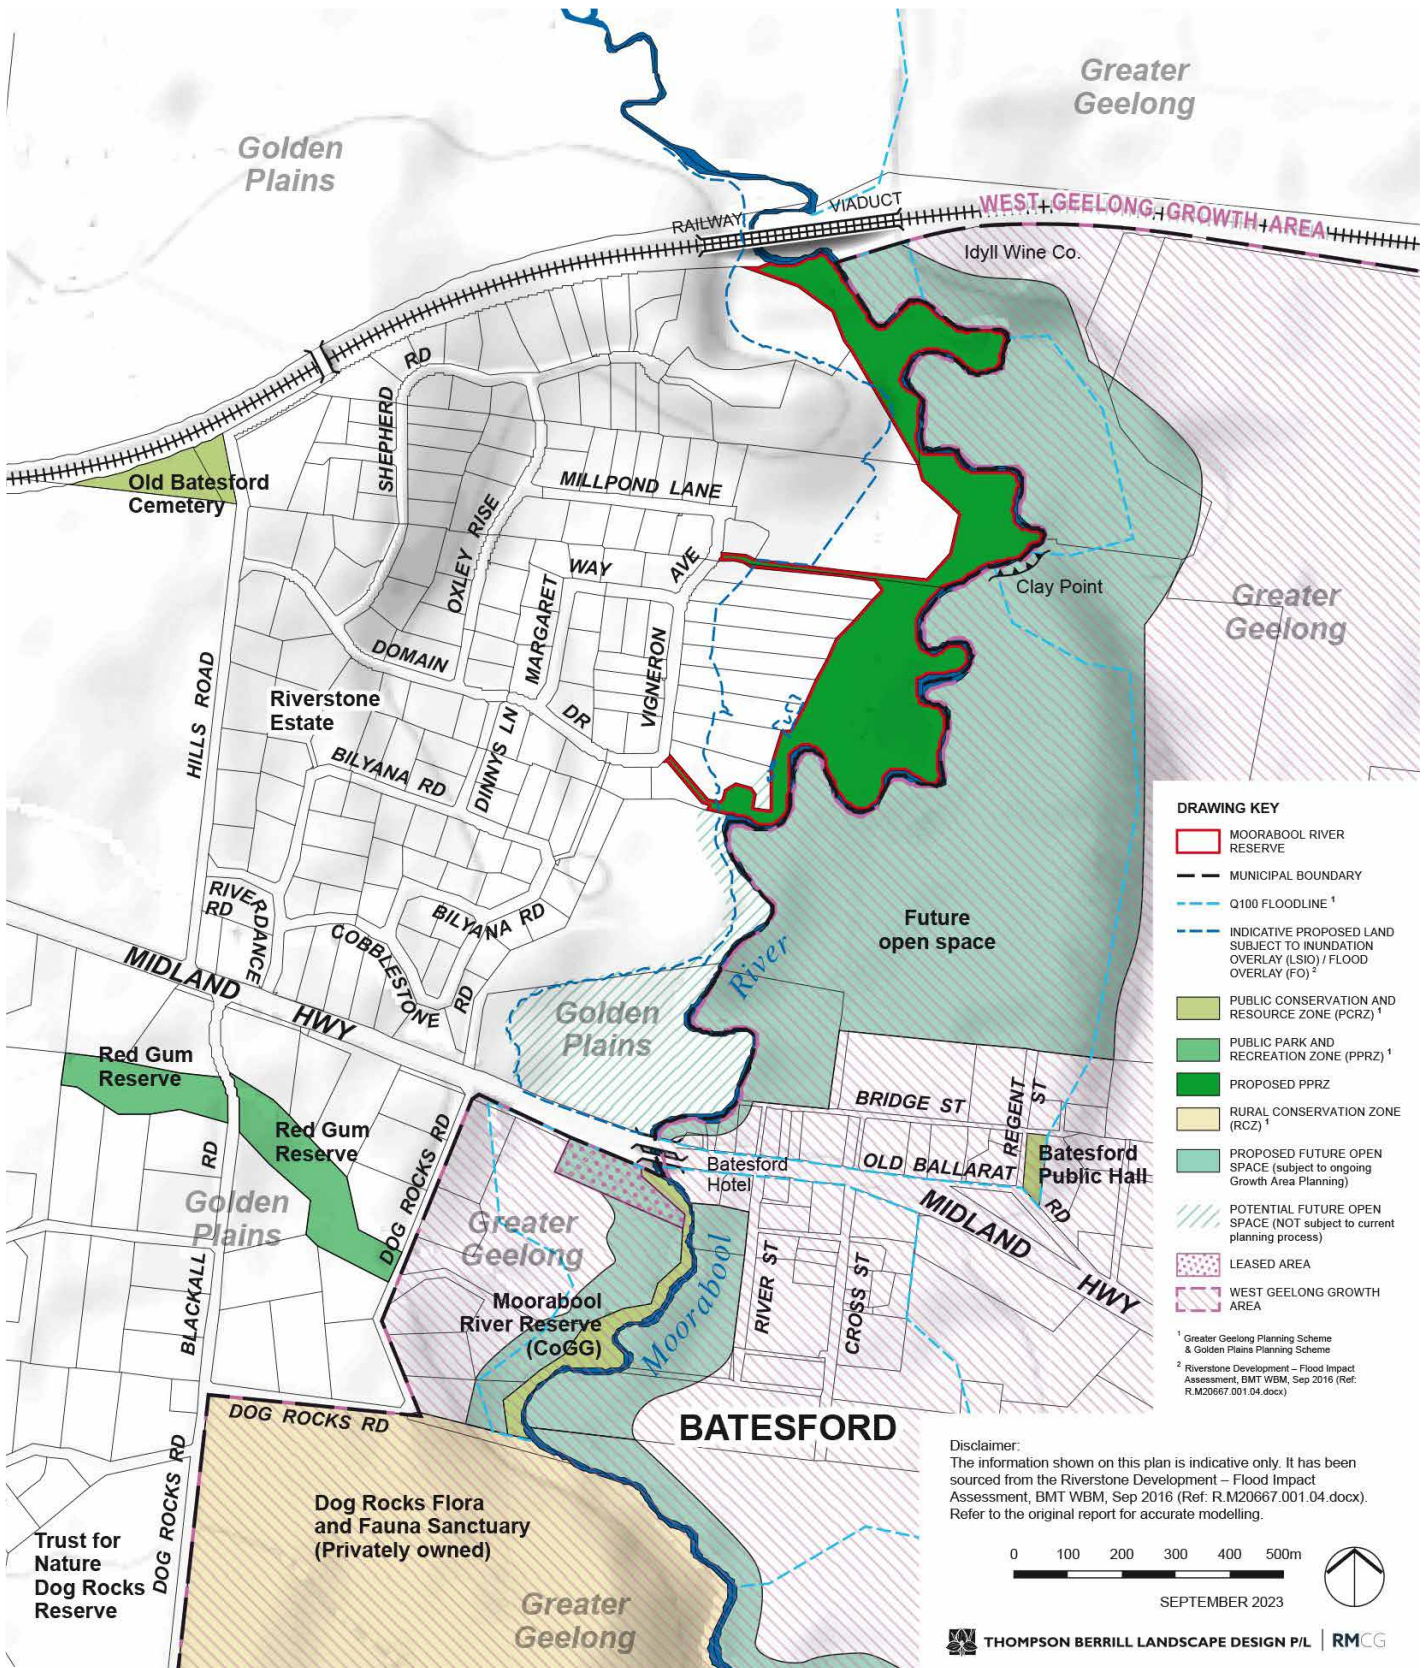 Greater
Geelong
Golden
Plains
RAILWAY
VIADUCT
WEST GEELONG GROWTH AREA
Idyll Wine Co.
SHEPHERD
RD
Old Batesford
Cemetery
MILLPOND LANE
OXLEY RISE
WAY
AVE
MARGARET
Clay Point
Greater
Geelong
DOMAIN
DR
VIGNERON
HILLS ROAD
Riverstone
Estate
DINNYS LN
BILYANA RD
RIVERDANCE
RD
BILYANA RD
COBBLESTONE
RD
Future
open space
River
MIDLAND
HWY
Golden
Plains
Red Gum
Reserve
Red Gum
Reserve
BRIDGE ST
REGENT
ST
Batesford
Public Hall
Batesford
Hotel
OLD BALLARAT
RD
MIDLAND
HWY
RD
BLACKALL
Golden
Plains
DOG ROCKS RD
Greater
Geelong
Moorabool
River Reserve
(CoGG)
Moorabool
RIVER ST
CROSS ST
DOG ROCKS RD
BATESFORD
DOG ROCKS RD
Dog Rocks Flora
and Fauna Sanctuary
(Privately owned)
Trust for
Nature
Dog Rocks
Reserve
Greater
Geelong
DRAWING KEY
MOORABOOL RIVER
RESERVE
MUNICIPAL BOUNDARY
Q100 FLOODLINE 1
INDICATIVE PROPOSED LAND
SUBJECT TO INUNDATION
OVERLAY (LSIO) / FLOOD
OVERLAY (FO) 2
PUBLIC CONSERVATION AND
RESOURCE ZONE (PCRZ) 1
PUBLIC PARK AND
RECREATION ZONE (PPRZ) 1
PROPOSED PPRZ
RURAL CONSERVATION ZONE
(RCZ) 1
PROPOSED FUTURE OPEN
SPACE (subject to ongoing
Growth Area Planning)
POTENTIAL FUTURE OPEN
SPACE (NOT subject to current
planning process)
LEASED AREA
WEST GEELONG GROWTH
AREA
1 Greater Geelong Planning Scheme
& Golden Plains Planning Scheme
2 Riverstone Development – Flood Impact
Assessment, BMT WBM, Sep 2016 (Ref:
R.M20667.001.04.docx)
Disclaimer:
The information shown on this plan is indicative only. It has been
sourced from the Riverstone Development – Flood Impact
Assessment, BMT WBM, Sep 2016 (Ref: R.M20667.001.04.docx).
Refer to the original report for accurate modelling.
0 100 200 300 400 500m
SEPTEMBER 2023
THOMPSON BERRILL LANDSCAPE DESIGN P/L | RMCG